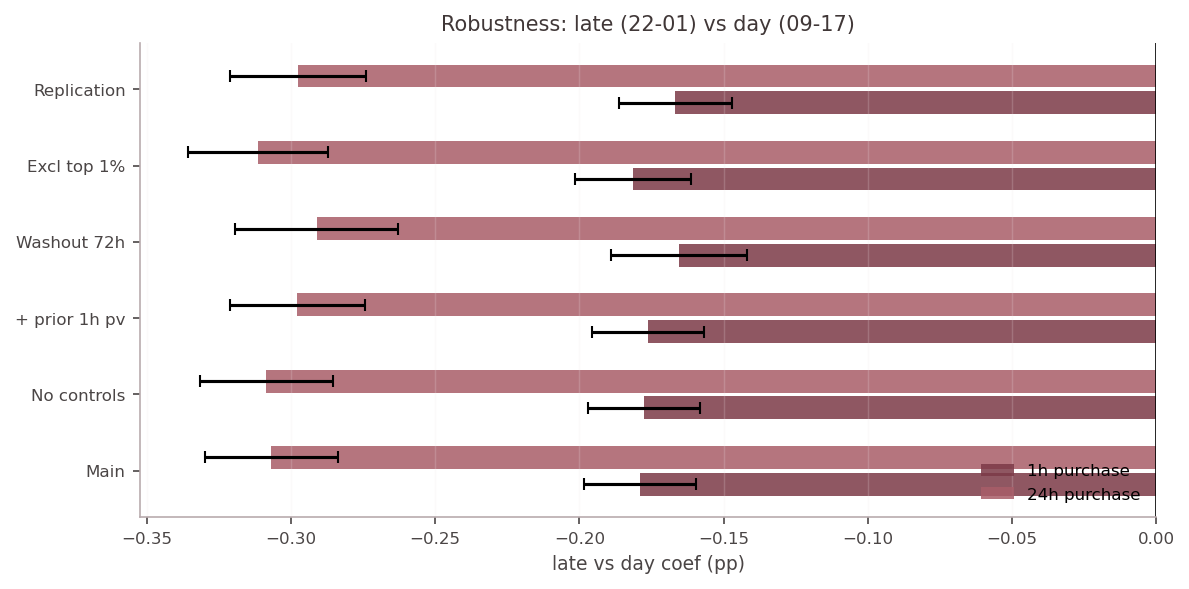 Robustness: late (22-01) vs day (09-17)
Replication
Excl top 1%
Washout 72h
+ prior 1h pv
No controls
Main
1h purchase
24h purchase
−0.35 −0.30 −0.25 −0.20 −0.15 −0.10 −0.05 0.00
late vs day coef (pp)